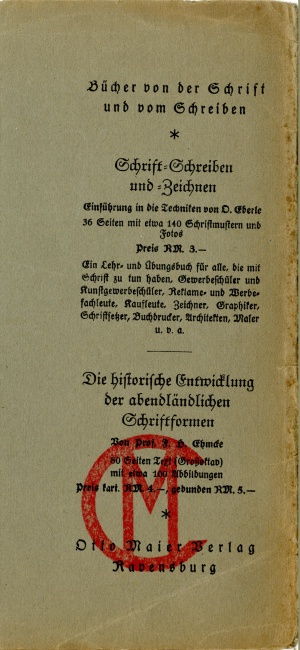 Bücher von der Schrift
und vom Schreiben
*
Schrift-Schreiben
und -Zeichnen
Einführung in die Techniken von O. Eberle
36 Seiten mit etwa 140 Schriftmustern und
Fotos
Preis RM. 3.—
Ein Lehr- und Übungsbuch für alle, die mit
Schrift zu tun haben, Gewerbeschüler und
Kunstgewerbeschüler, Reklame- und Werbe-
fachleute, Kaufleute, Zeichner, Graphiker,
Schriftsetzer, Buchdrucker, Architekten, Maler
u. v. a.
Die historische Entwicklung
der abendländlichen
Schriftformen
Von Prof. F. H. Ehmcke
80 Seiten Text (Großoktav)
mit etwa 100 Abbildungen
Preis kart. RM. 4.—, gebunden RM. 5.—
*
Otto Maier Verlag
Ravensburg